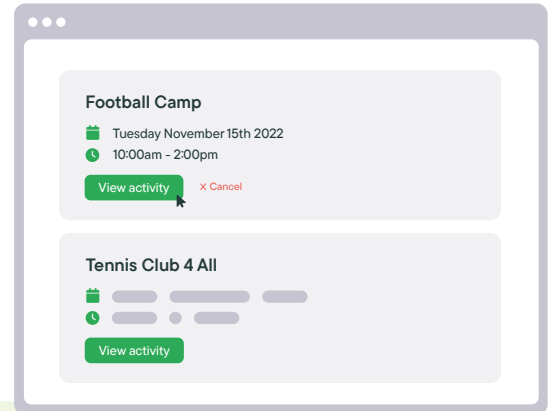 Football Camp
Tuesday November 15th 2022
10:00am - 2:00pm
View activity
X Cancel
Tennis Club 4 All
View activity